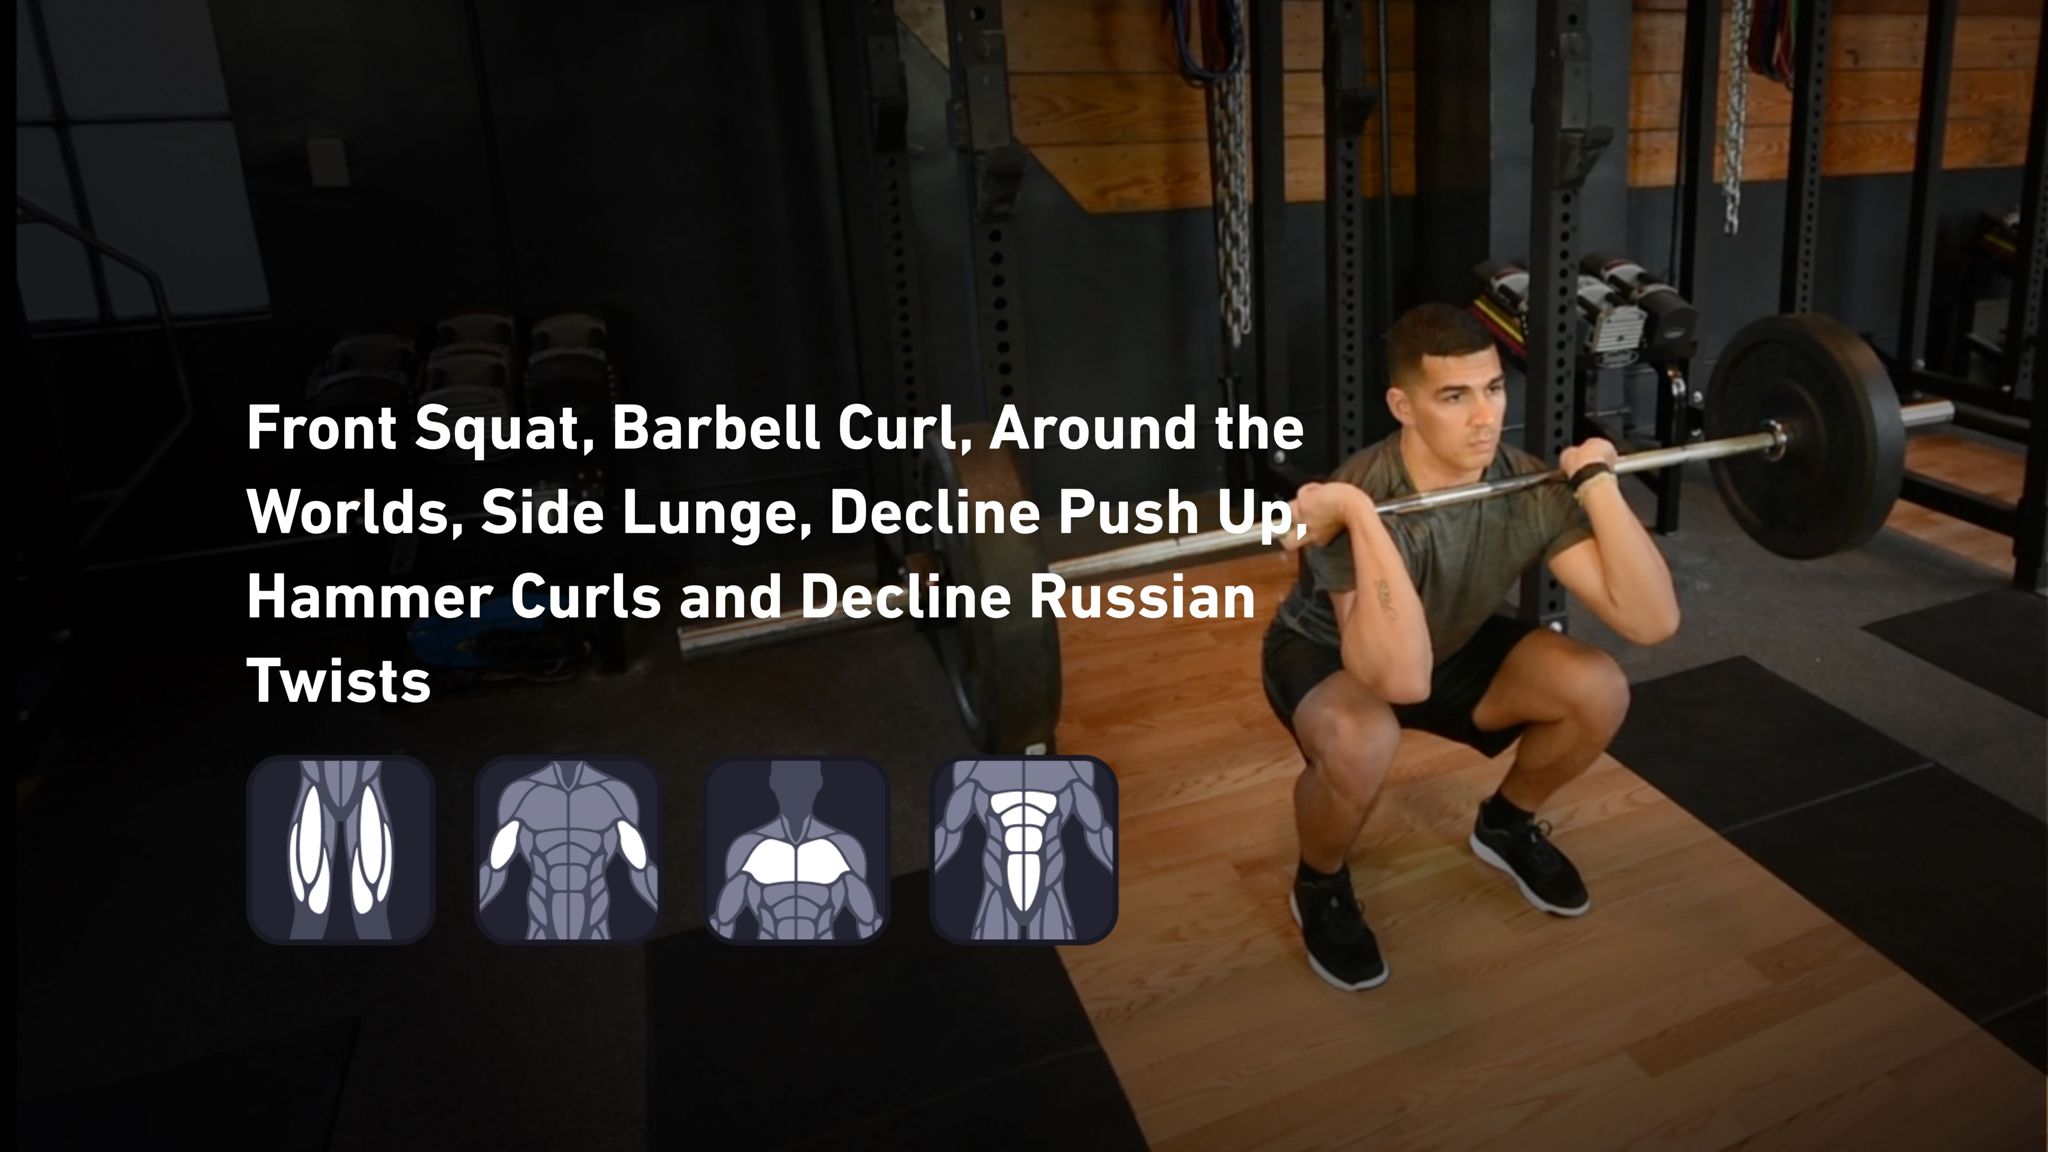 Front Squat, Barbell Curl, Around the
Worlds, Side Lunge, Decline Push Up,
Hammer Curls and Decline Russian
Twists